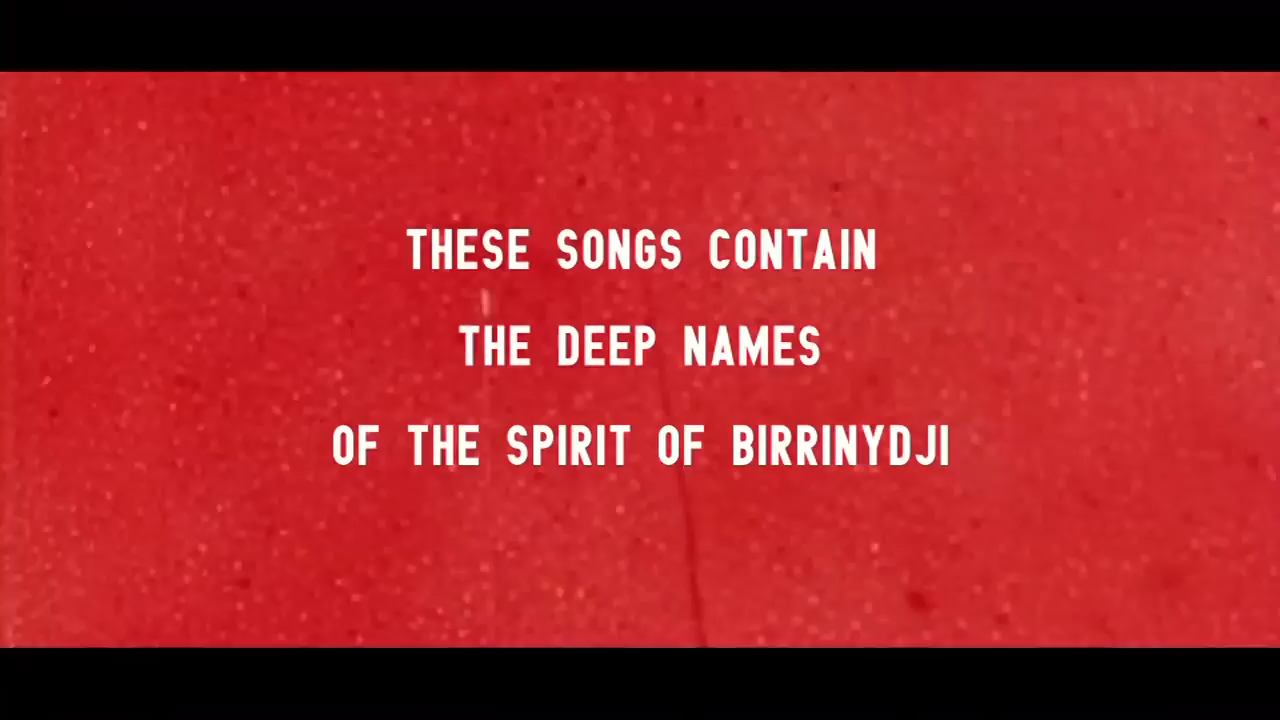 THESE SONGS CONTAIN
THE DEEP NAMES
OF THE SPIRIT OF BIRRINYDJI